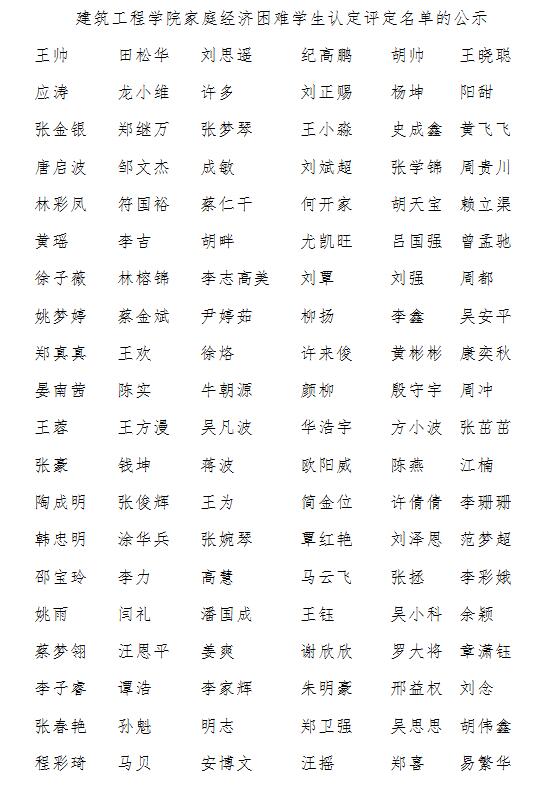 建筑工程学院家庭经济困难学生认定评定名单的公示
王帅 田松华 刘思遥 纪高鹏 胡帅 王晓聪
应涛 龙小维 许多 刘正赐 杨坤 阳甜
张金银 郑继万 张梦琴 王小淼 史成鑫 黄飞飞
唐启波 邹文杰 成敏 刘斌超 张学锦 周贵川
林彩凤 符国裕 蔡仁千 何开家 胡天宝 赖立渠
黄瑶 李吉 胡畔 尤凯旺 吕国强 曾孟驰
徐子薇 林榕锦 李志高美 刘覃 刘强 周都
姚梦婷 蔡金斌 尹婷茹 柳扬 李鑫 吴安平
郑真真 王欢 徐烙 许来俊 黄彬彬 康奕秋
晏南茜 陈实 牛朝源 颜柳 殷守宇 周冲
王蓉 王方漫 吴凡波 华浩宇 方小波 张茁茁
张豪 钱坤 蒋波 欧阳威 陈燕 江楠
陶成明 张俊辉 王为 简金位 许倩倩 李珊珊
韩忠明 涂华兵 张婉琴 覃红艳 刘泽恩 范梦超
邵宝玲 李力 高慧 马云飞 张拯 李彩娥
姚雨 闫礼 潘国成 王钰 吴小科 余颖
蔡梦翎 汪恩平 姜爽 谢欣欣 罗大将 章潇钰
李子睿 谭浩 李家辉 朱明豪 邢益权 刘念
张春艳 孙魁 明志 郑卫强 吴思思 胡伟鑫
程彩琦 马贝 安博文 汪摇 郑喜 易繁华